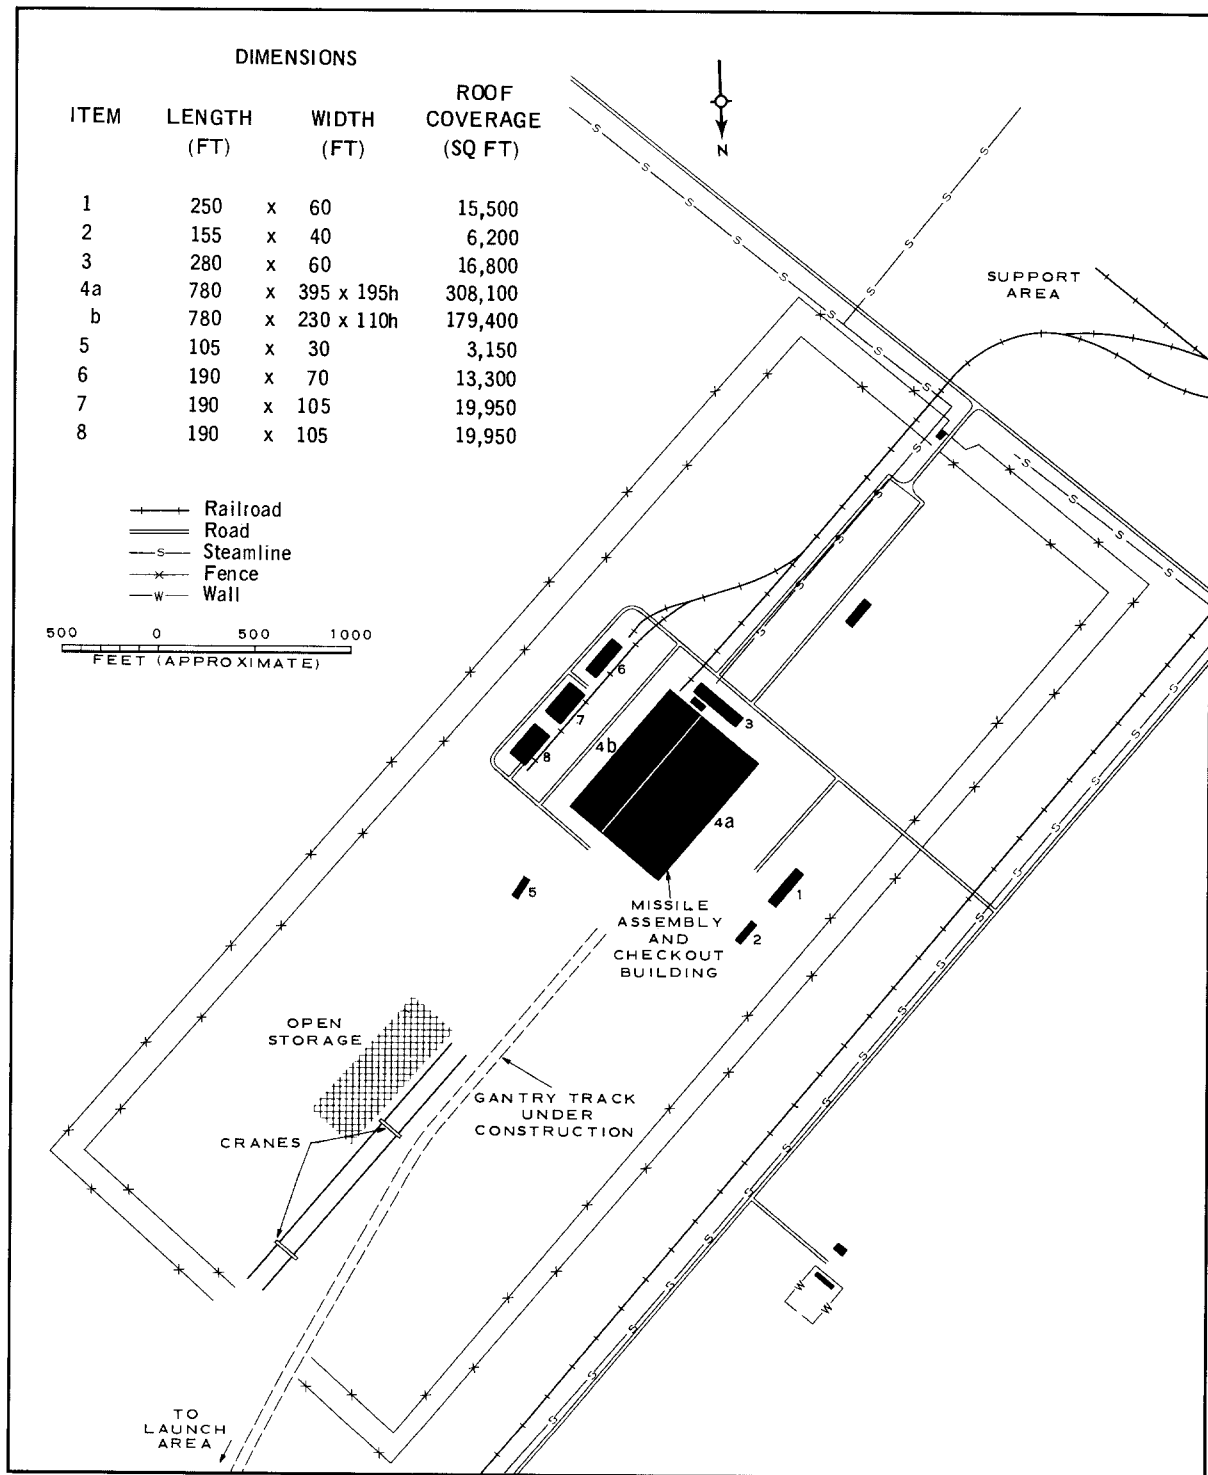 DIMENSIONS
ITEM LENGTH (FT) WIDTH (FT) ROOF COVERAGE (SQ FT)
1 250 x 60 15,500
2 155 x 40 6,200
3 280 x 60 16,800
4a 780 x 395 x 195h 308,100
b 780 x 230 x 110h 179,400
5 105 x 30 3,150
6 190 x 70 13,300
7 190 x 105 19,950
8 190 x 105 19,950
Railroad
S Road
Steamline
Fence
W Wall
500 0 500 1000
FEET (APPROXIMATE)
N
SUPPORT
AREA
6
7
8
4b
3
4a
5
1
2
MISSILE
ASSEMBLY
AND
CHECKOUT
BUILDING
OPEN
STORAGE
GANTRY TRACK
UNDER
CONSTRUCTION
CRANES
W
W
TO
LAUNCH
AREA